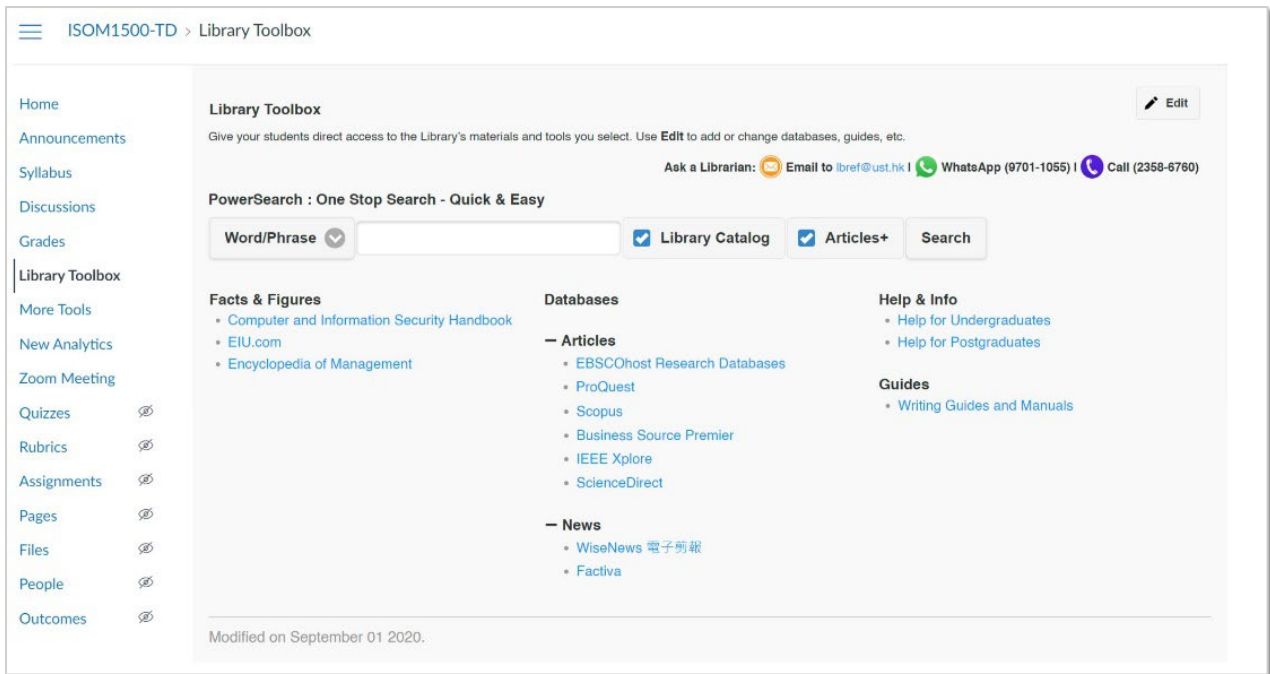 ISOM1500-TD > Library Toolbox
Home
Announcements
Syllabus
Discussions
Grades
Library Toolbox
More Tools
New Analytics
Zoom Meeting
Quizzes
Rubrics
Assignments
Pages
Files
People
Outcomes
Library Toolbox
Edit
Give your students direct access to the Library's materials and tools you select. Use Edit to add or change databases, guides, etc.
Ask a Librarian: Email to lbref@ust.hk I WhatsApp (9701-1055) I Call (2358-6760)
PowerSearch : One Stop Search - Quick & Easy
Word/Phrase Library Catalog Articles+ Search
Facts & Figures
• Computer and Information Security Handbook
• EIU.com
• Encyclopedia of Management
Databases
– Articles
• EBSCOhost Research Databases
• ProQuest
• Scopus
• Business Source Premier
• IEEE Xplore
• ScienceDirect
– News
• WiseNews 電子剪報
• Factiva
Help & Info
• Help for Undergraduates
• Help for Postgraduates
Guides
• Writing Guides and Manuals
Modified on September 01 2020.